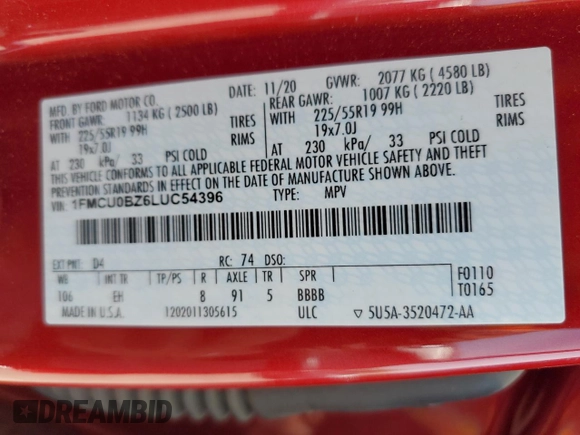 MFD. BY FORD MOTOR CO.
DATE: 11/20 GVWR: 2077 KG ( 4580 LB)
FRONT GAWR: 1134 KG ( 2500 LB)
REAR GAWR: 1007 KG ( 2220 LB)
WITH 225/55R19 99H TIRES
WITH 225/55R19 99H TIRES
19x7.0J RIMS
19x7.0J RIMS
AT 230 kPa/ 33 PSI COLD
AT 230 kPa/ 33 PSI COLD
THIS VEHICLE CONFORMS TO ALL APPLICABLE FEDERAL MOTOR VEHICLE SAFETY AND THEFT
PREVENTION STANDARDS IN EFFECT ON THE DATE OF MANUFACTURE SHOWN ABOVE.
VIN: 1FMCU0BZ6LUC54396 TYPE: MPV
EXT PNT: D4 RC: 74 DSO:
WB INT TR TP/PS R AXLE TR SPR
F0110
106 EH 8 91 5 BBBB
T0165
MADE IN U.S.A. 1202011305615 ULC ▽ 5U5A-3520472-AA
DREAMBID